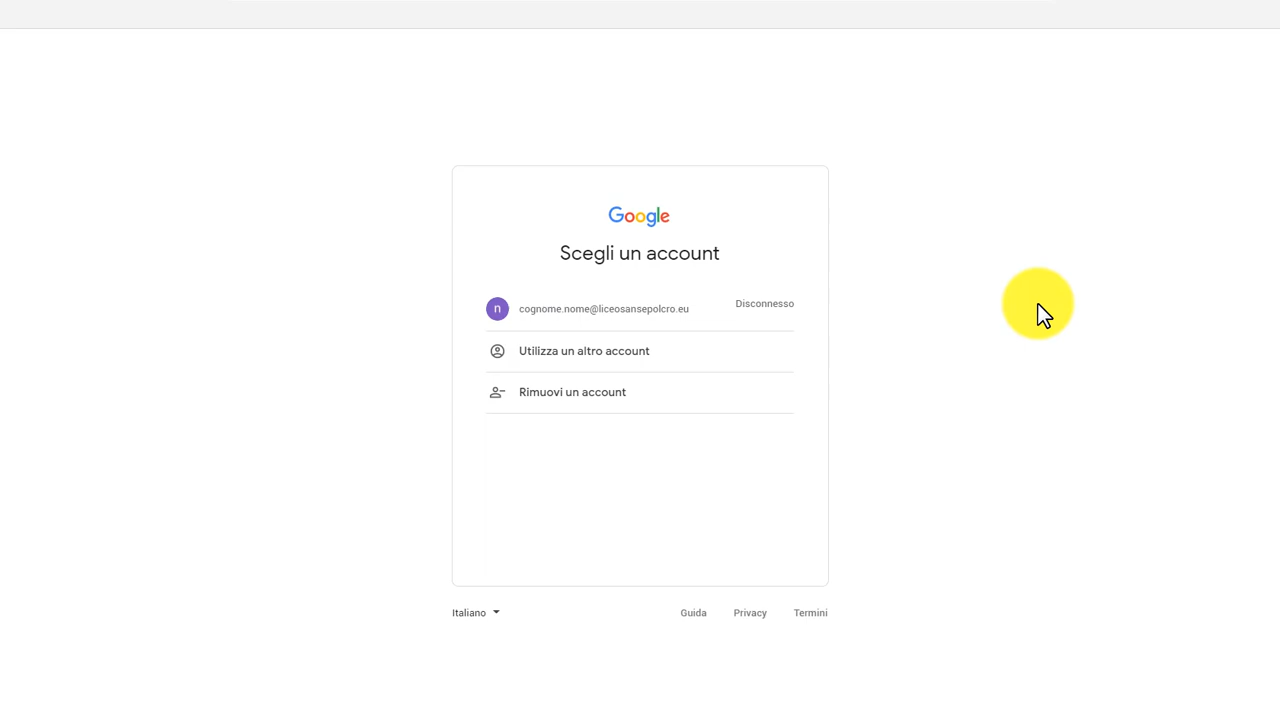 Google
Scegli un account
n
cognome.nome@liceosansepolcro.eu
Disconnesso
Utilizza un altro account
Rimuovi un account
Italiano
Guida
Privacy
Termini